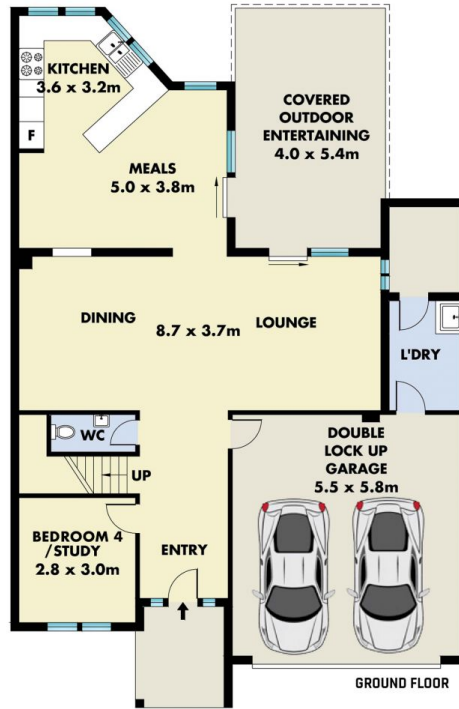 KITCHEN
3.6 x 3.2m
F
COVERED
OUTDOOR
ENTERTAINING
4.0 x 5.4m
MEALS
5.0 x 3.8m
DINING
8.7 x 3.7m
LOUNGE
L'DRY
WC
UP
DOUBLE
LOCK UP
GARAGE
5.5 x 5.8m
BEDROOM 4
/STUDY
2.8 x 3.0m
ENTRY
GROUND FLOOR